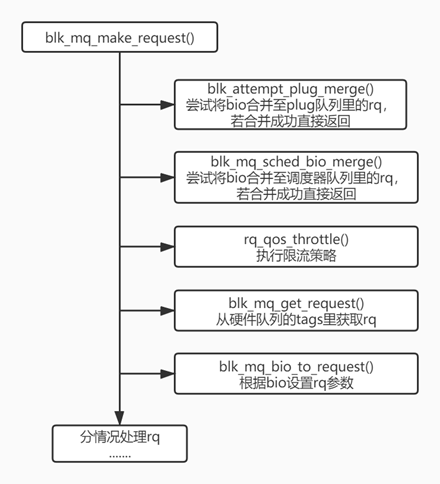 blk_mq_make_request()
blk_attempt_plug_merge()
尝试将bio合并至plug队列里的rq，
若合并成功直接返回
blk_mq_sched_bio_merge()
尝试将bio合并至调度器队列里的rq，
若合并成功直接返回
rq_qos_throttle()
执行限流策略
blk_mq_get_request()
从硬件队列的tags里获取rq
blk_mq_bio_to_request()
根据bio设置rq参数
分情况处理rq
.......